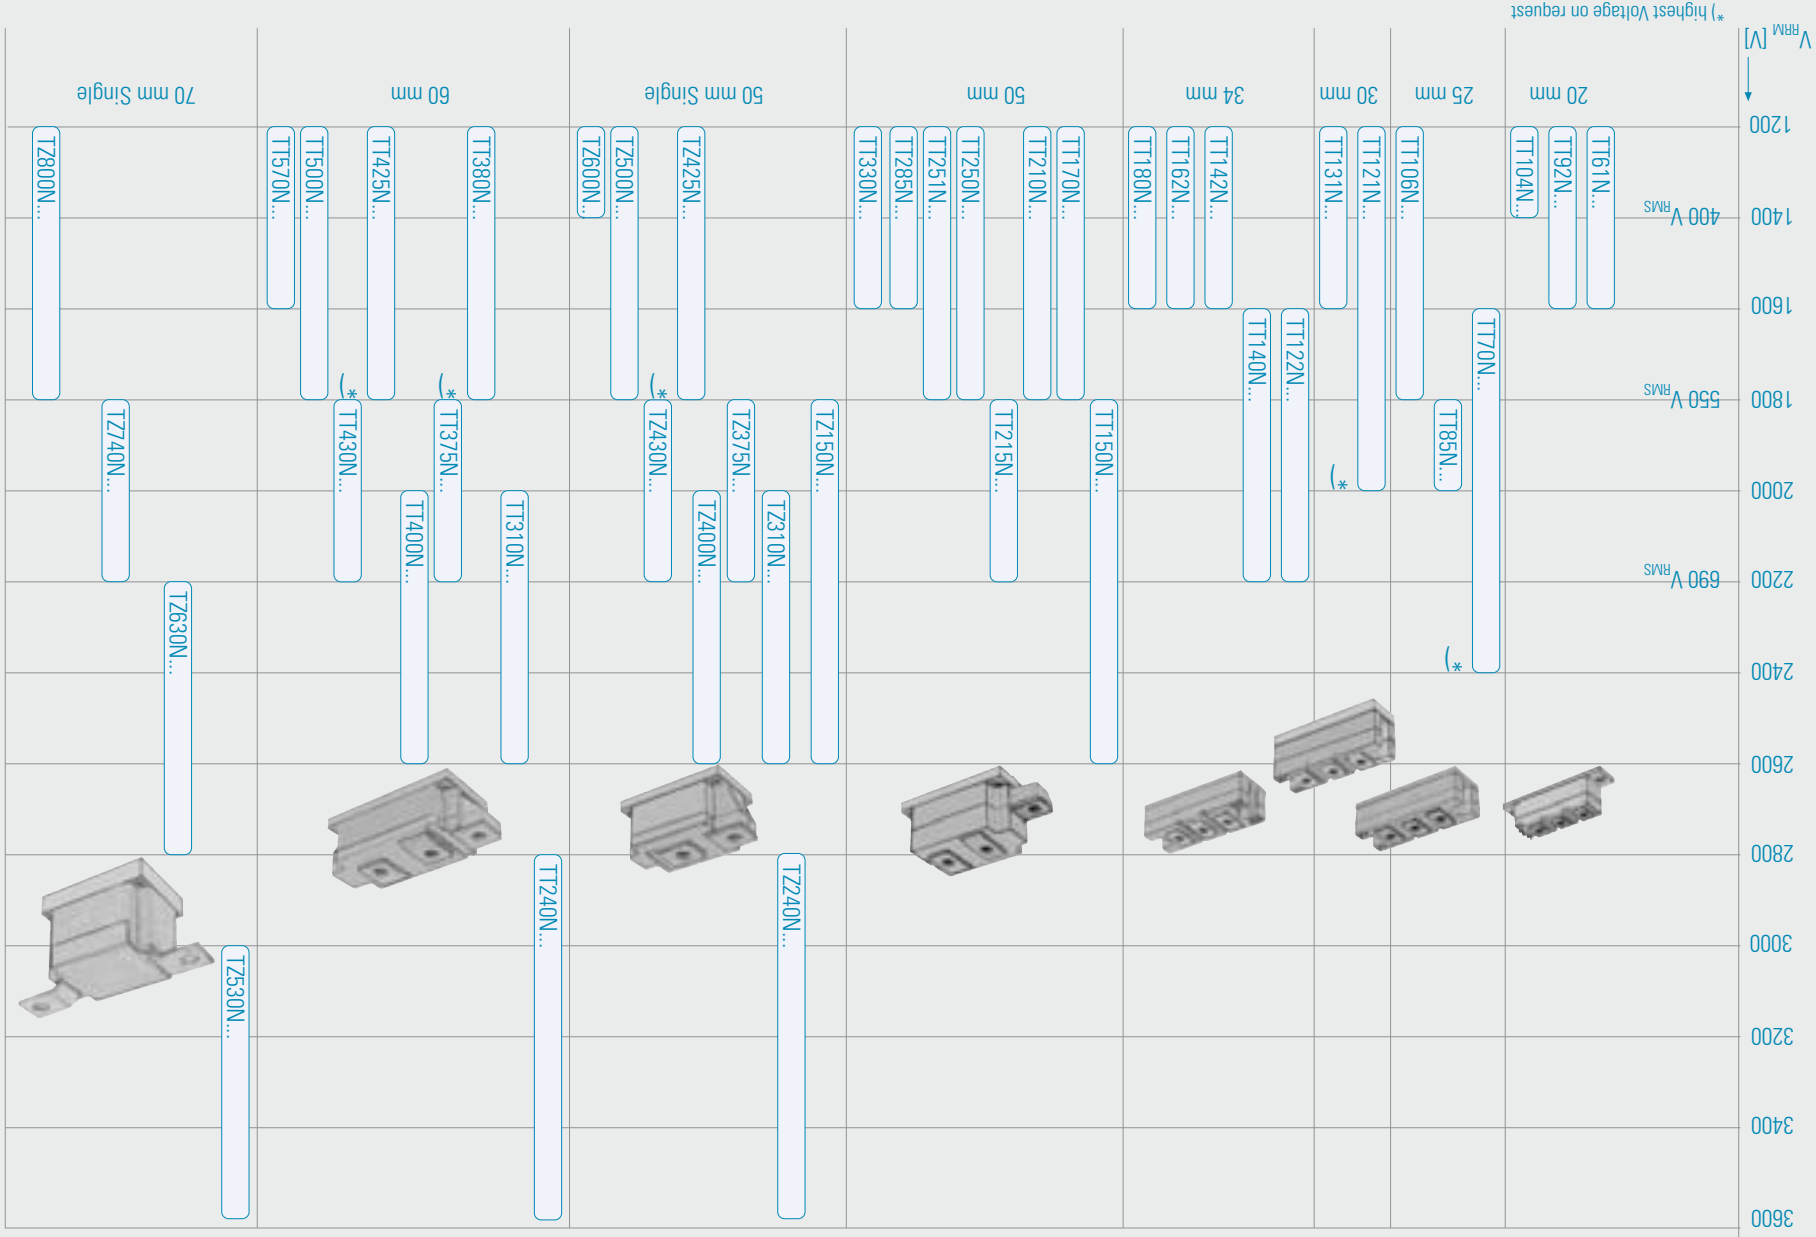 3600
3400
3200
3000
2800
2600
2400
2200
690 V RMS
2000
1800
550 V RMS
1600
1400
400 V RMS
1200
V RRM [V]
TT61N...
TT92N...
TT104N...
20 mm
TT70N...
*)
TT85N...
TT106N...
25 mm
TT121N...
*)
TT131N...
30 mm
TT122N...
TT140N...
TT142N...
TT162N...
TT180N...
34 mm
TT150N...
TT170N...
TT210N...
TT215N...
TT250N...
TT251N...
TT285N...
TT330N...
50 mm
TZ150N...
TZ240N...
TZ310N...
TZ375N...
TZ400N...
TZ425N...
TZ430N...
*)
TZ500N...
TZ600N...
50 mm Single
TT240N...
TT310N...
TT380N...
TT375N...
*)
TT400N...
TT425N...
TT430N...
*)
TT500N...
TT570N...
60 mm
TZ530N...
TZ630N...
TZ740N...
TZ800N...
70 mm Single
*) highest Voltage on request